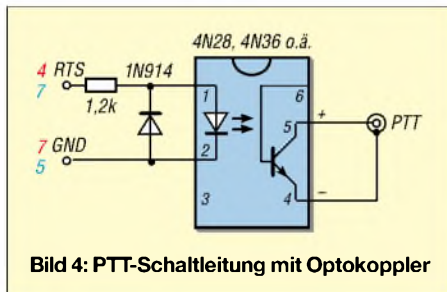 4N28, 4N36 o.ä.
4 RTS
7
1N914
1,2k
1
6
5
+
PTT
2
7 GND
5
3
4
−
Bild 4: PTT-Schaltleitung mit Optokoppler